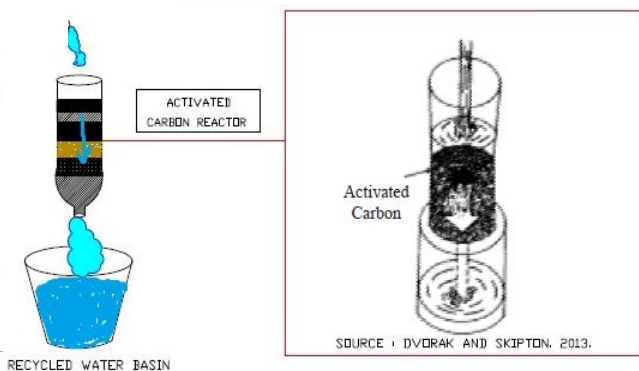 ACTIVATED
CARBON REACTOR
Activated
Carbon
SOURCE : DVORAK AND SKIPTON, 2013.
RECYCLED WATER BASIN